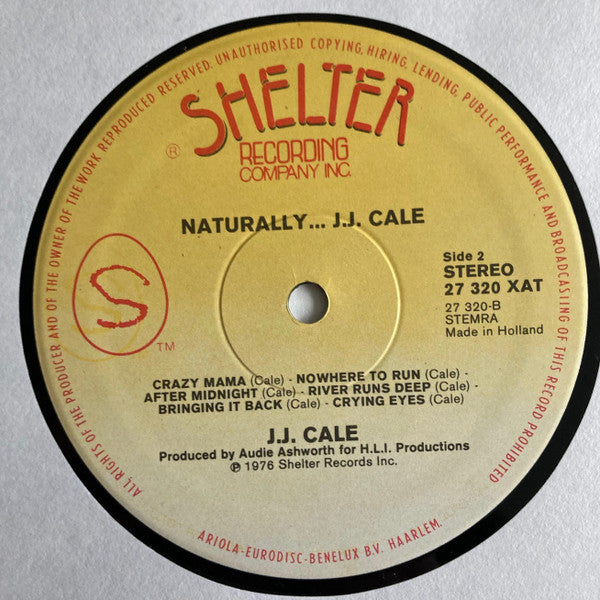 ALL RIGHTS OF THE PRODUCER AND OF THE OWNER OF THE WORK REPRODUCED RESERVED. UNAUTHORISED COPYING, HIRING, LENDING, PUBLIC PERFORMANCE AND BROADCASTING OF THIS RECORD PROHIBITED
SHELTER
®
RECORDING
COMPANY INC.
NATURALLY... J.J. CALE
S
TM
Side 2
STEREO
27 320 XAT
27 320-B
STEMRA
Made in Holland
CRAZY MAMA (Cale) - NOWHERE TO RUN (Cale) -
AFTER MIDNIGHT (Cale) - RIVER RUNS DEEP (Cale) -
BRINGING IT BACK (Cale) - CRYING EYES (Cale)
J.J. CALE
Produced by Audie Ashworth for H.L.I. Productions
℗ 1976 Shelter Records Inc.
ARIOLA-EURODISC-BENELUX B.V. HAARLEM.